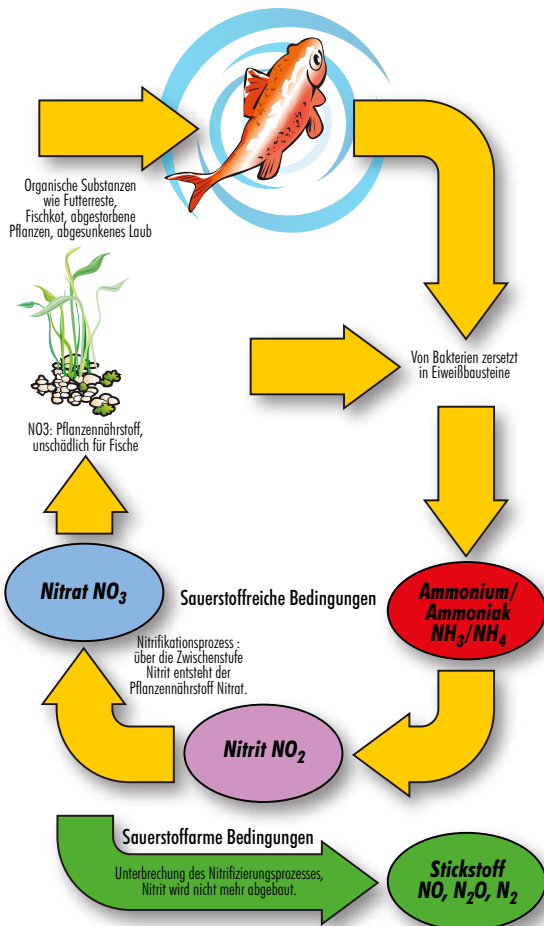 Organische Substanzen
wie Futterreste,
Fischkot, abgestorbene
Pflanzen, abgesunkenes Laub
Von Bakterien zersetzt
in Eiweißbausteine
NO3: Pflanzennährstoff,
unschädlich für Fische
Nitrat NO3
Sauerstoffreiche Bedingungen
Ammonium/
Ammoniak
NH3/NH4
Nitrifikationsprozess :
über die Zwischenstufe
Nitrit entsteht der
Pflanzennährstoff Nitrat.
Nitrit NO2
Sauerstoffarme Bedingungen
Unterbrechung des Nitrifizierungsprozesses,
Nitrit wird nicht mehr abgebaut.
Stickstoff
NO, N2O, N2